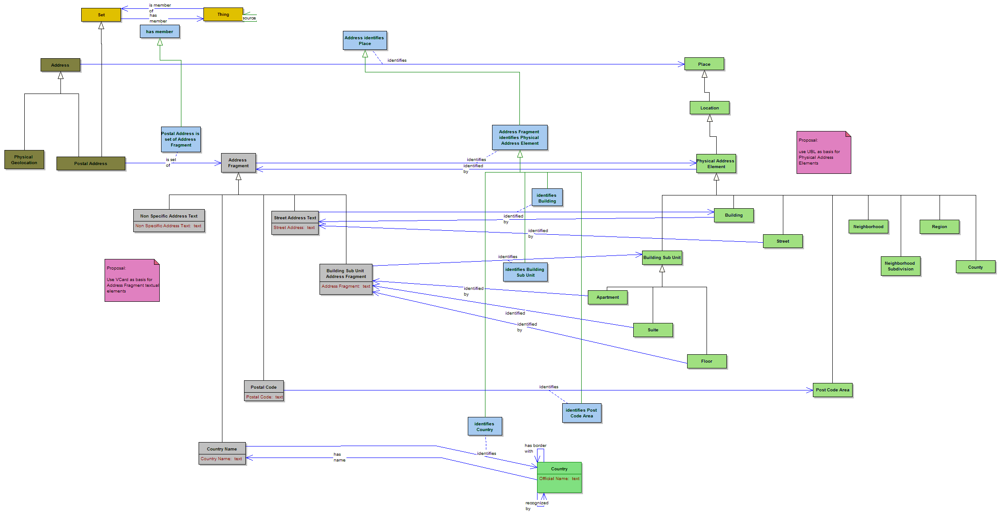 is member
of
Set
Thing
has
member
source
has member
Address identifies
Place
identifies
Address
Place
Location
Postal Address is
set of Address
Fragment
Address Fragment
identifies Physical
Address Element
Proposal:
use UBL as basis for
Physical Address
Elements
Physical
Geolocation
Postal Address
is set
of
Address
Fragment
identifies
identified
by
Physical Address
Element
identifies
Building
Non Specific Address Text
Non Specific Address Text: text
Street Address Text
Street Address: text
identified
by
Building
identified
by
Street
Neighborhood
Region
Proposal:
Use VCard as basis for
Address Fragment textual
elements
Building Sub Unit
Address Fragment
Address Fragment: text
identifies
identifies Building
Sub Unit
Building Sub Unit
Neighborhood
Subdivision
County
identified
by
Apartment
identified
identified
by
Suite
Floor
Postal Code
Postal Code: text
identifies
Post Code Area
identifies Post
Code Area
identifies
Country
Country Name
Country Name: text
has
name
identifies
has border
with
Country
Official Name: text
recognized
by